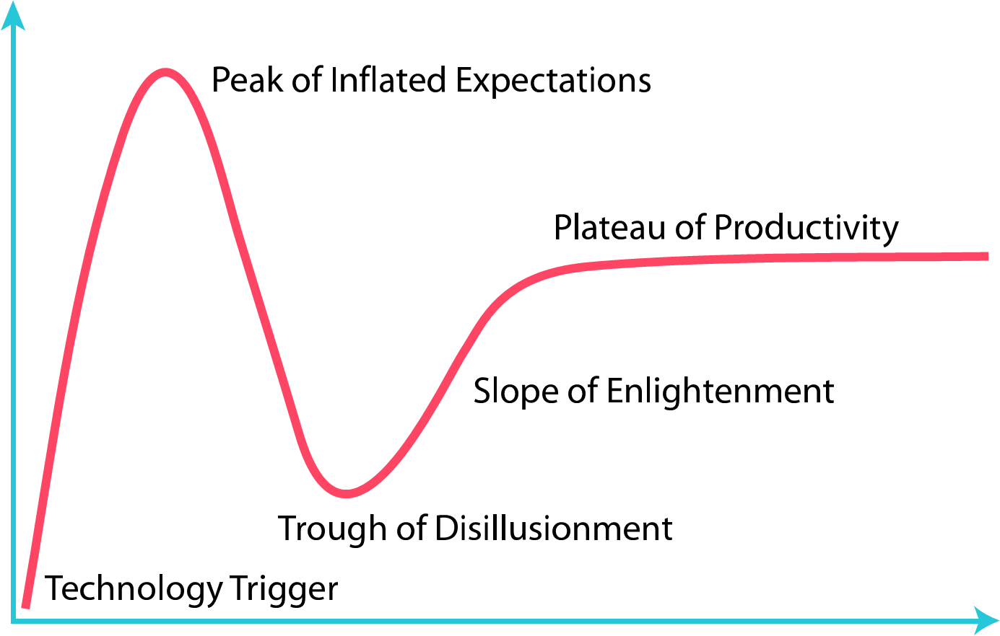 Peak of Inflated Expectations
Plateau of Productivity
Slope of Enlightenment
Trough of Disillusionment
Technology Trigger